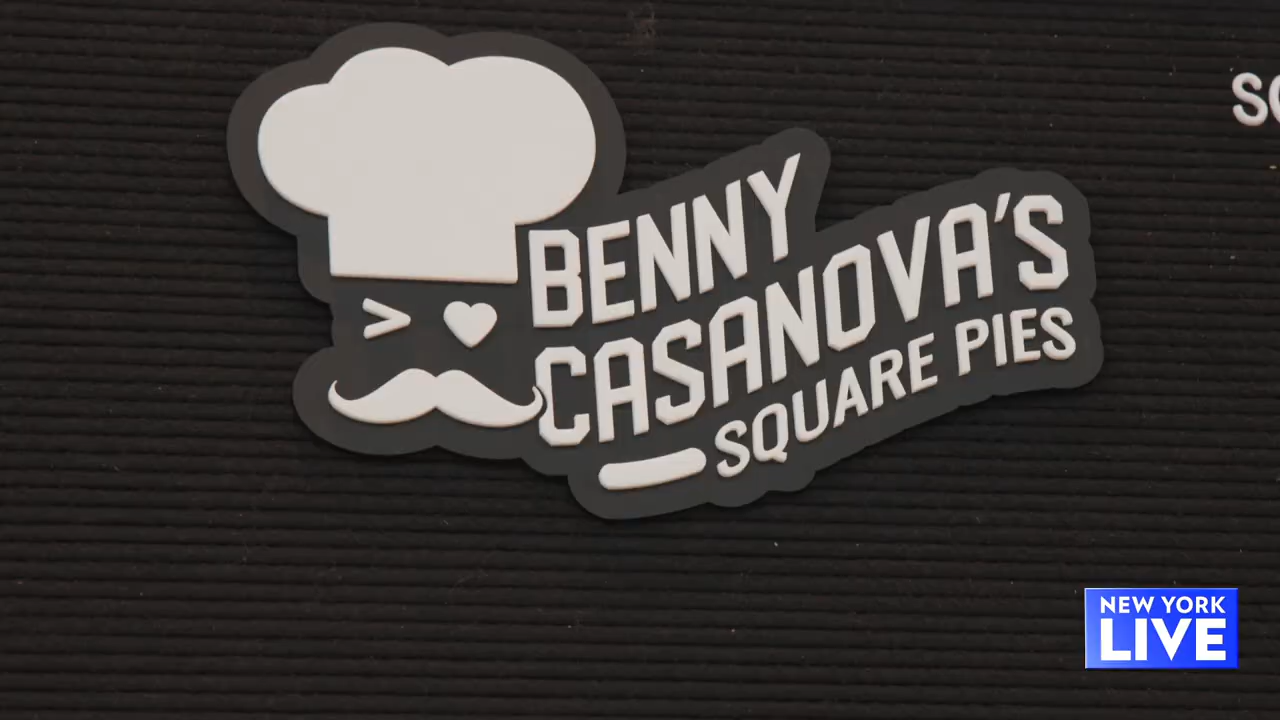 BENNY
CASANOVA'S
SQUARE PIES
NEW YORK
LIVE